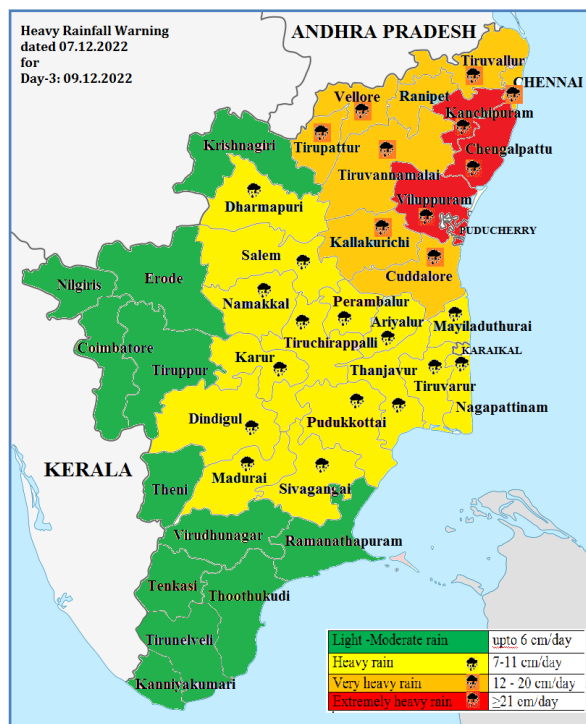 Heavy Rainfall Warning
dated 07.12.2022
for
Day-3: 09.12.2022
ANDHRA PRADESH
Tiruvallur
CHENNAI
Vellore
Ranipet
Kanchipuram
Tirupattur
Krishnagiri
Chengalpattu
Tiruvannamalai
Dharmapuri
Viluppuram
PUDUCHERRY
Kallakurichi
Salem
Cuddalore
Erode
Nilgiris
Namakkal
Perambalur
Ariyalur
Mayiladuthurai
Coimbatore
Tiruchirappalli
KARAIKAL
Karur
Tiruppur
Thanjavur
Tiruvarur
Nagapattinam
Dindigul
Pudukkottai
KERALA
Madurai
Theni
Sivagangai
Virudhunagar
Ramanathapuram
Tenkasi
Thoothukudi
Tirunelveli
Kanniyakumari
Light -Moderate rain upto 6 cm/day
Heavy rain 7-11 cm/day
Very heavy rain 12 - 20 cm/day
Extremely heavy rain ≥21 cm/day